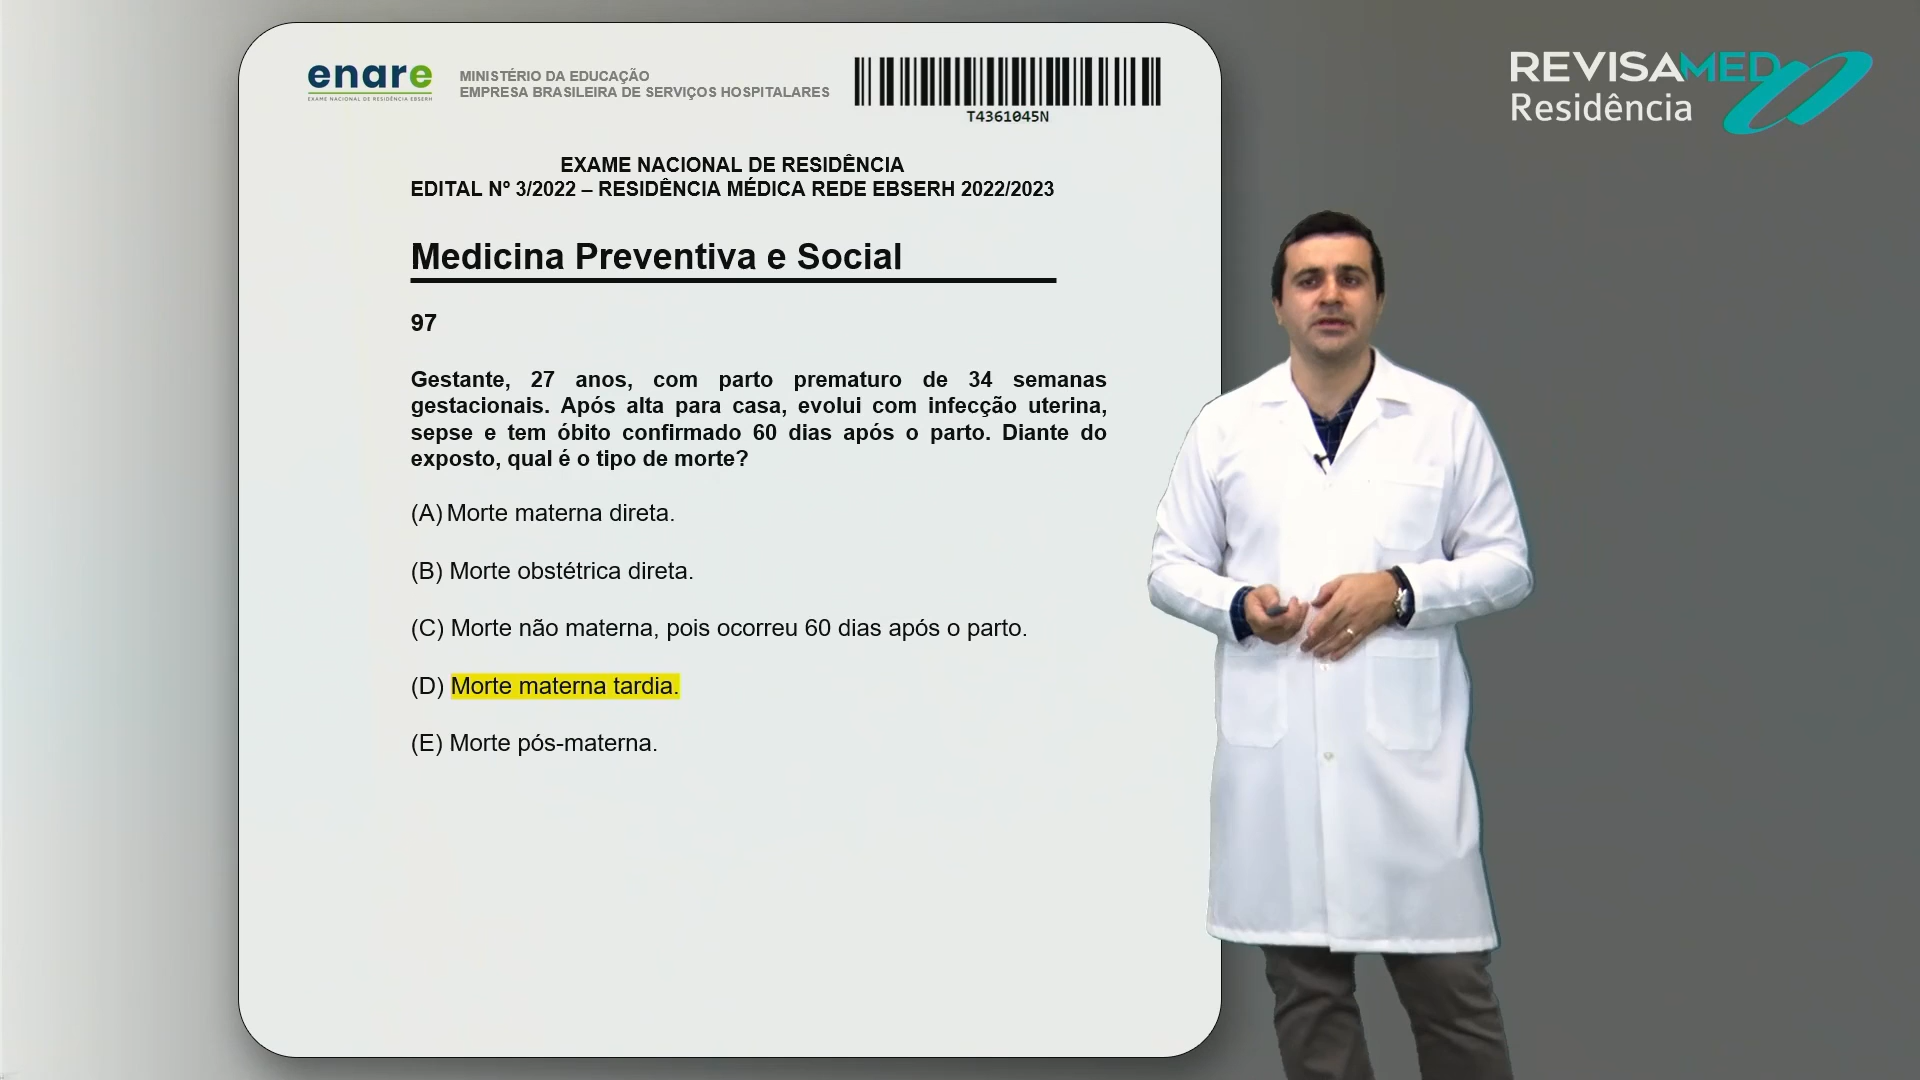 enare
EXAME NACIONAL DE RESIDÊNCIA EBSERH
MINISTÉRIO DA EDUCAÇÃO
EMPRESA BRASILEIRA DE SERVIÇOS HOSPITALARES
T4361045N
REVISAMED
Residência
EXAME NACIONAL DE RESIDÊNCIA
EDITAL Nº 3/2022 – RESIDÊNCIA MÉDICA REDE EBSERH 2022/2023
Medicina Preventiva e Social
97
Gestante, 27 anos, com parto prematuro de 34 semanas
gestacionais. Após alta para casa, evolui com infecção uterina,
sepse e tem óbito confirmado 60 dias após o parto. Diante do
exposto, qual é o tipo de morte?
(A) Morte materna direta.
(B) Morte obstétrica direta.
(C) Morte não materna, pois ocorreu 60 dias após o parto.
(D) Morte materna tardia.
(E) Morte pós-materna.